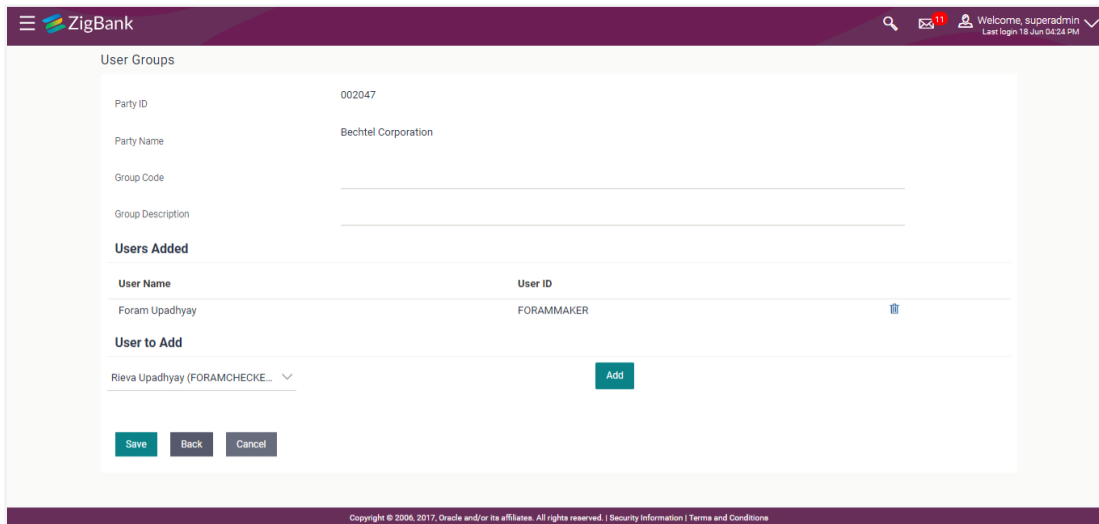 ZigBank
11
Welcome, superadmin
Last login 18 Jun 04:24 PM
User Groups
Party ID 002047
Party Name Bechtel Corporation
Group Code
Group Description
Users Added
User Name User ID
Foram Upadhyay FORAMMAKER
User to Add
Rieva Upadhyay (FORAMCHECKE... Add
Save Back Cancel
Copyright © 2006, 2017, Oracle and/or its affiliates. All rights reserved. | Security Information | Terms and Conditions